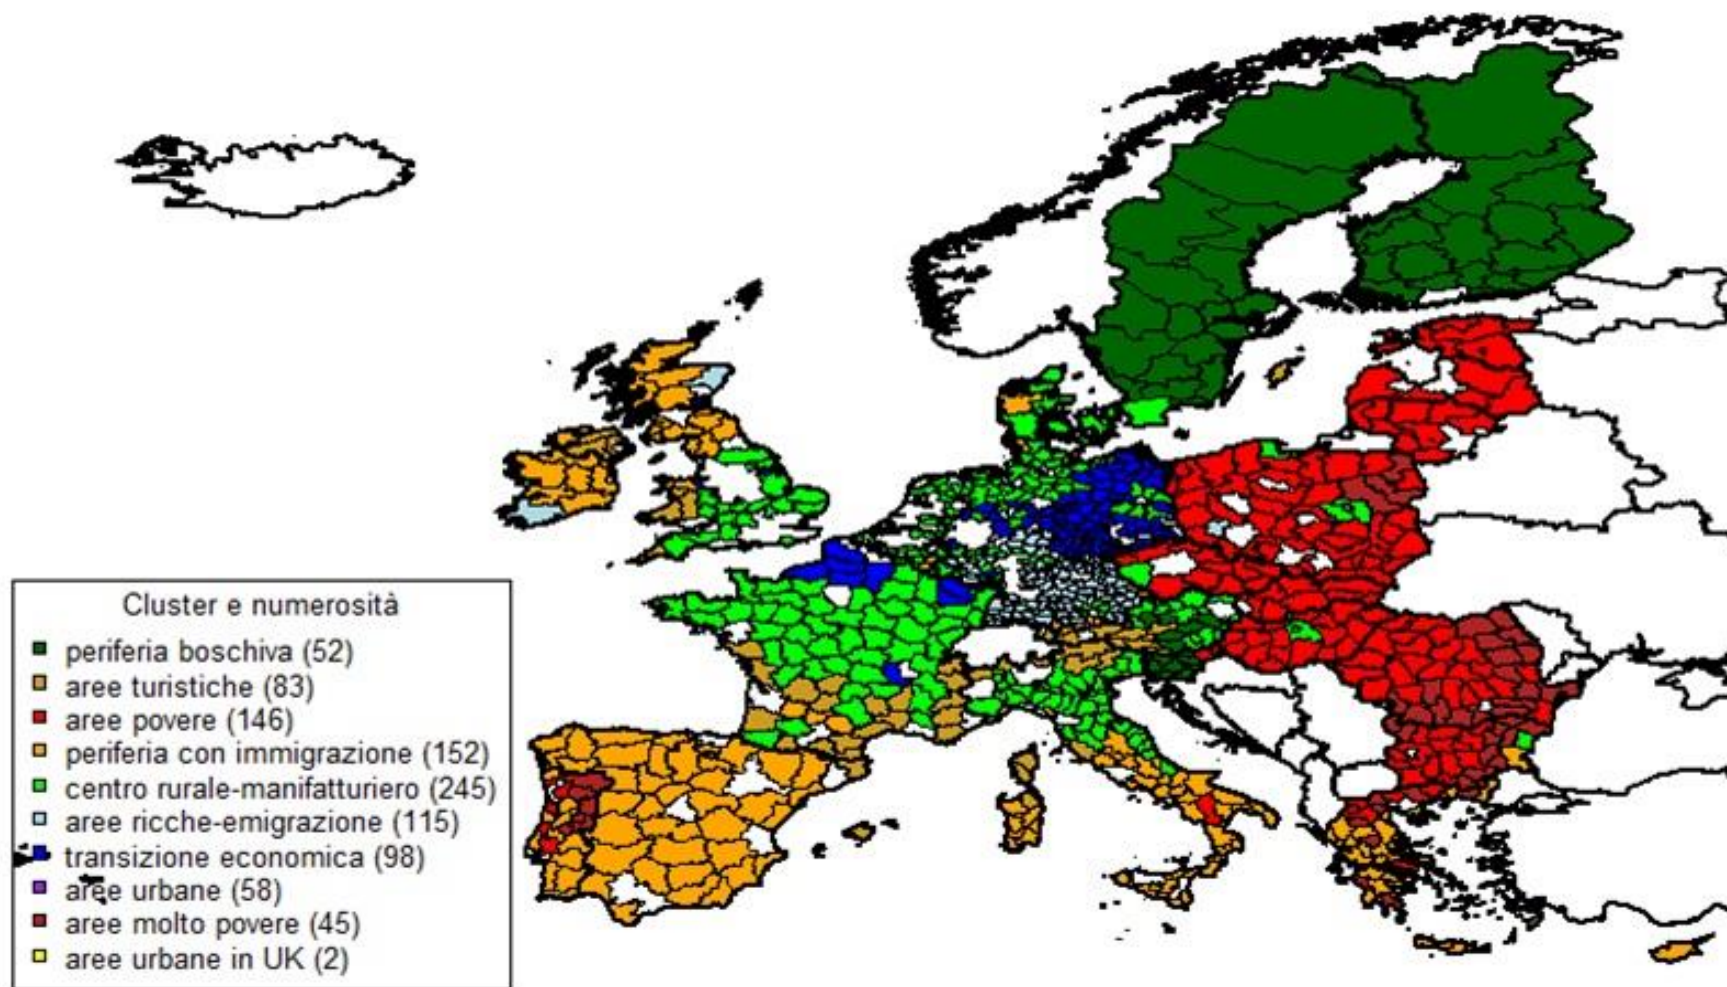 Cluster e numerosità
periferia boschiva (52)
aree turistiche (83)
aree povere (146)
periferia con immigrazione (152)
centro rurale-manifatturiero (245)
aree ricche-emigrazione (115)
transizione economica (98)
aree urbane (58)
aree molto povere (45)
aree urbane in UK (2)